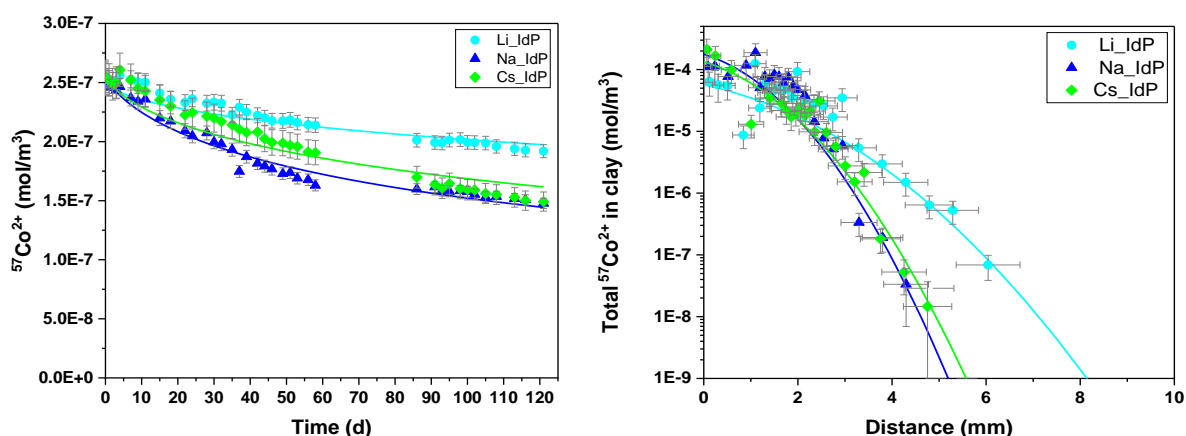 3.0E-7
2.5E-7
2.0E-7
1.5E-7
1.0E-7
5.0E-8
0.0E+0
⁵⁷Co²⁺ (mol/m³)
0 10 20 30 40 50 60 70 80 90 100 110 120
Time (d)
Li_IdP
Na_IdP
Cs_IdP
1E-4
1E-5
1E-6
1E-7
1E-8
1E-9
Total ⁵⁷Co²⁺ in clay (mol/m³)
0 2 4 6 8 10
Distance (mm)
Li_IdP
Na_IdP
Cs_IdP